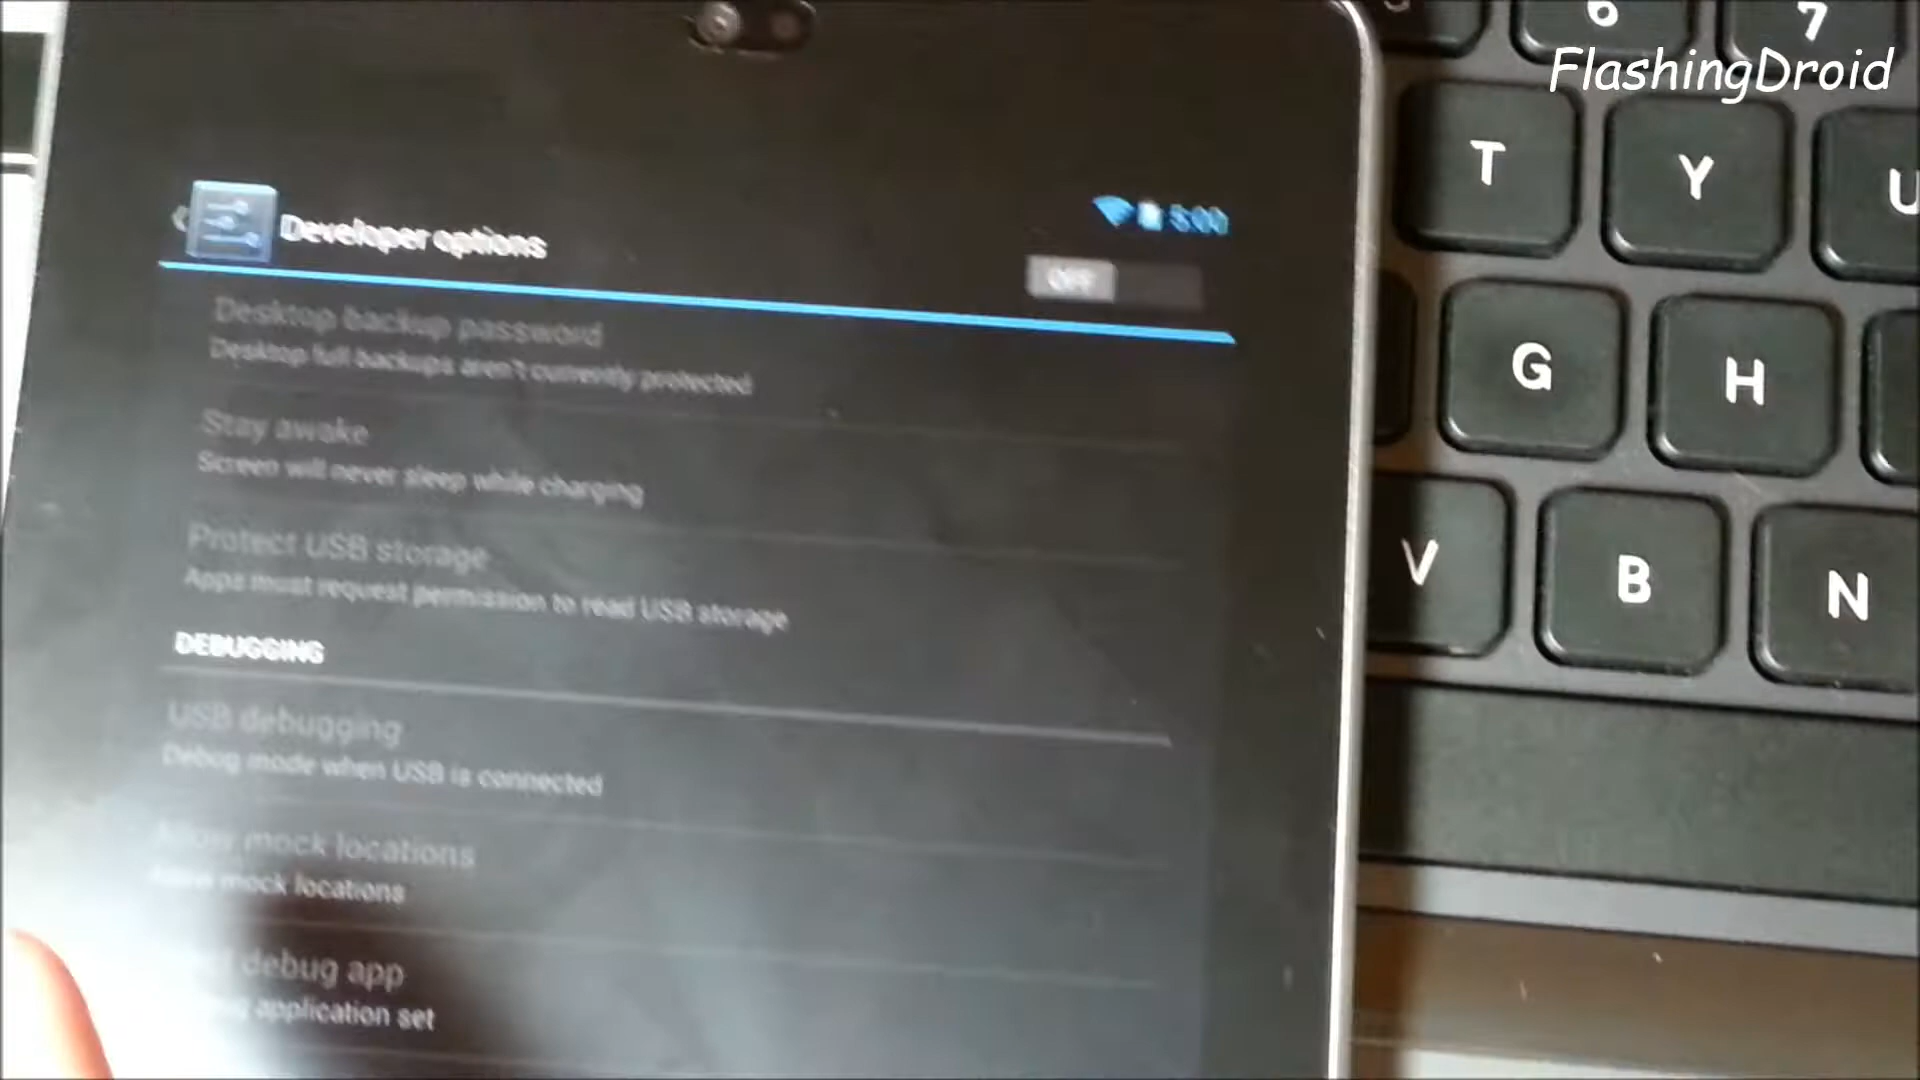 6 7
FlashingDroid
T Y U
5:00
Developer options
OFF
Desktop backup password
Desktop full backups aren't currently protected
G H
Stay awake
Screen will never sleep while charging
Protect USB storage
Apps must request permission to read USB storage
V B N
DEBUGGING
USB debugging
Debug mode when USB is connected
Allow mock locations
Allow mock locations
debug app
application set